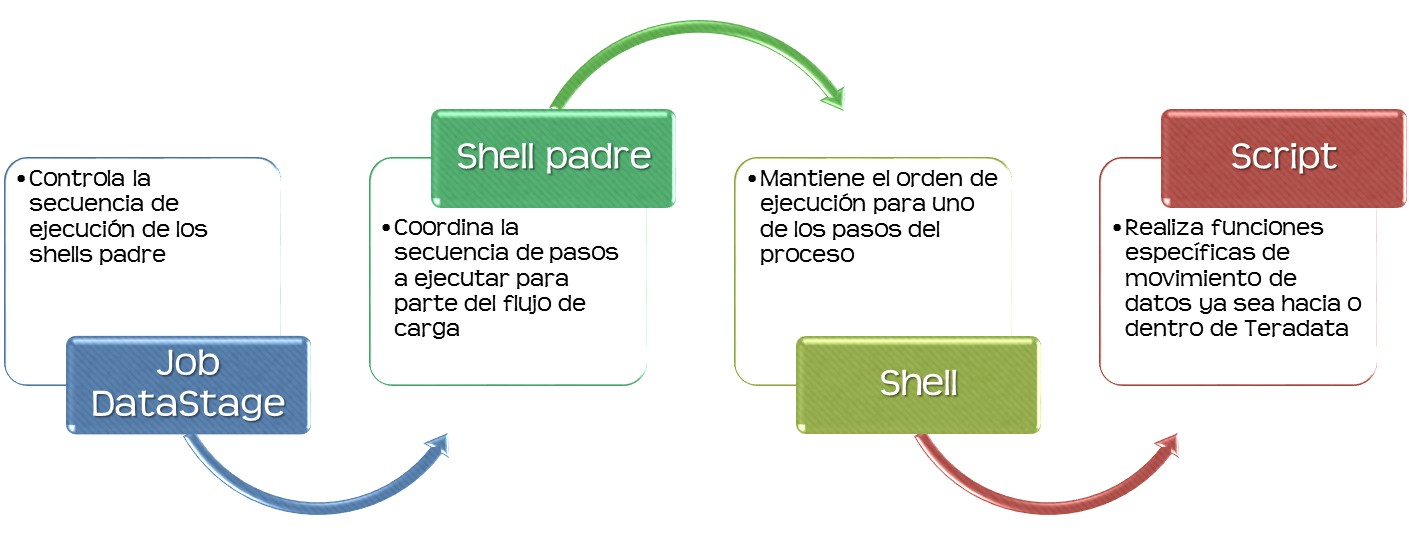 •Controla la
secuencia de
ejecución de los
shells padre
Job
DataStage
Shell padre
•Coordina la
secuencia de pasos
a ejecutar para
parte del flujo de
carga
•Mantiene el orden de
ejecución para uno
de los pasos del
proceso
Shell
Script
•Realiza funciones
específicas de
movimiento de
datos ya sea hacia o
dentro de Teradata